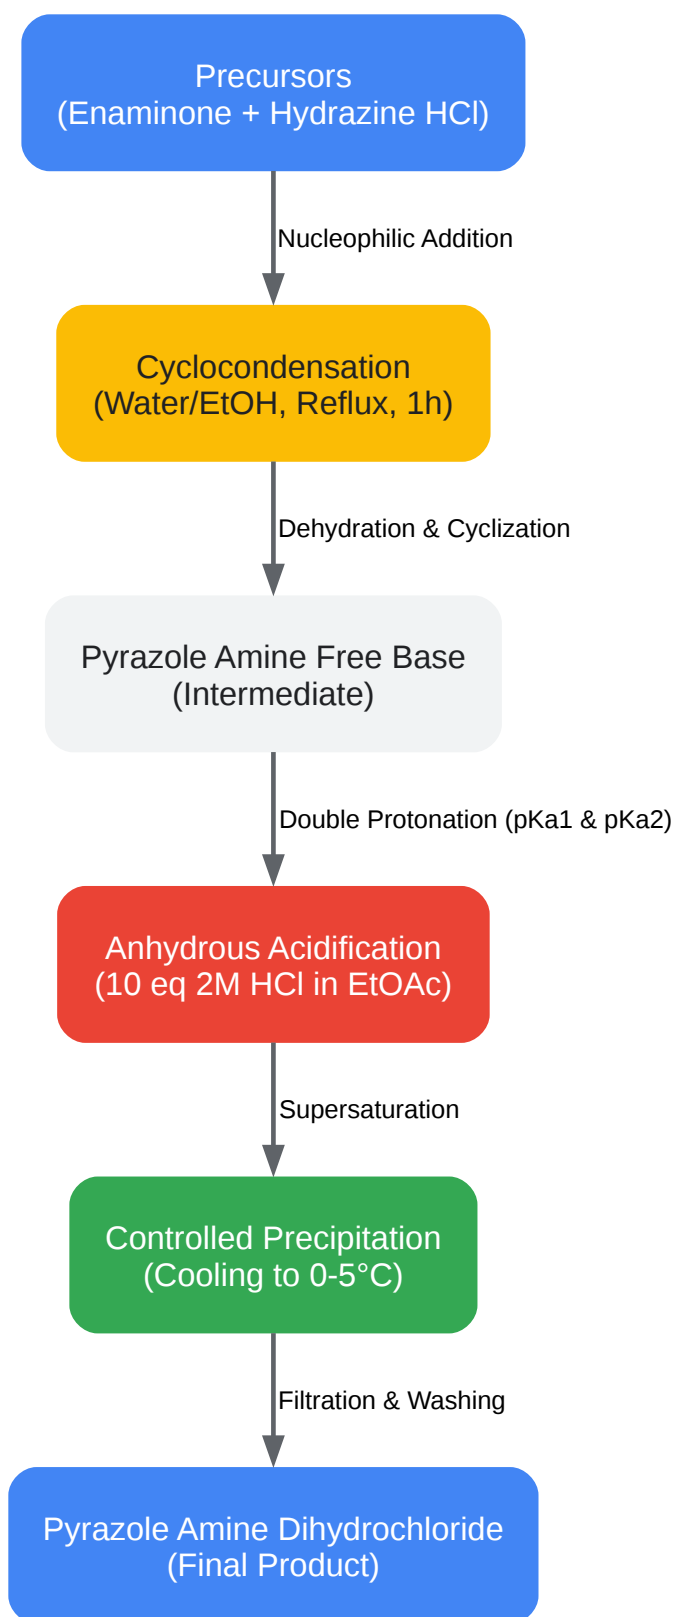 Precursors
(Enaminone + Hydrazine HCl)
Nucleophilic Addition
Cyclocondensation
(Water/EtOH, Reflux, 1h)
Dehydration & Cyclization
Pyrazole Amine Free Base
(Intermediate)
Double Protonation (pKa1 & pKa2)
Anhydrous Acidification
(10 eq 2M HCl in EtOAc)
Supersaturation
Controlled Precipitation
(Cooling to 0-5°C)
Filtration & Washing
Pyrazole Amine Dihydrochloride
(Final Product)